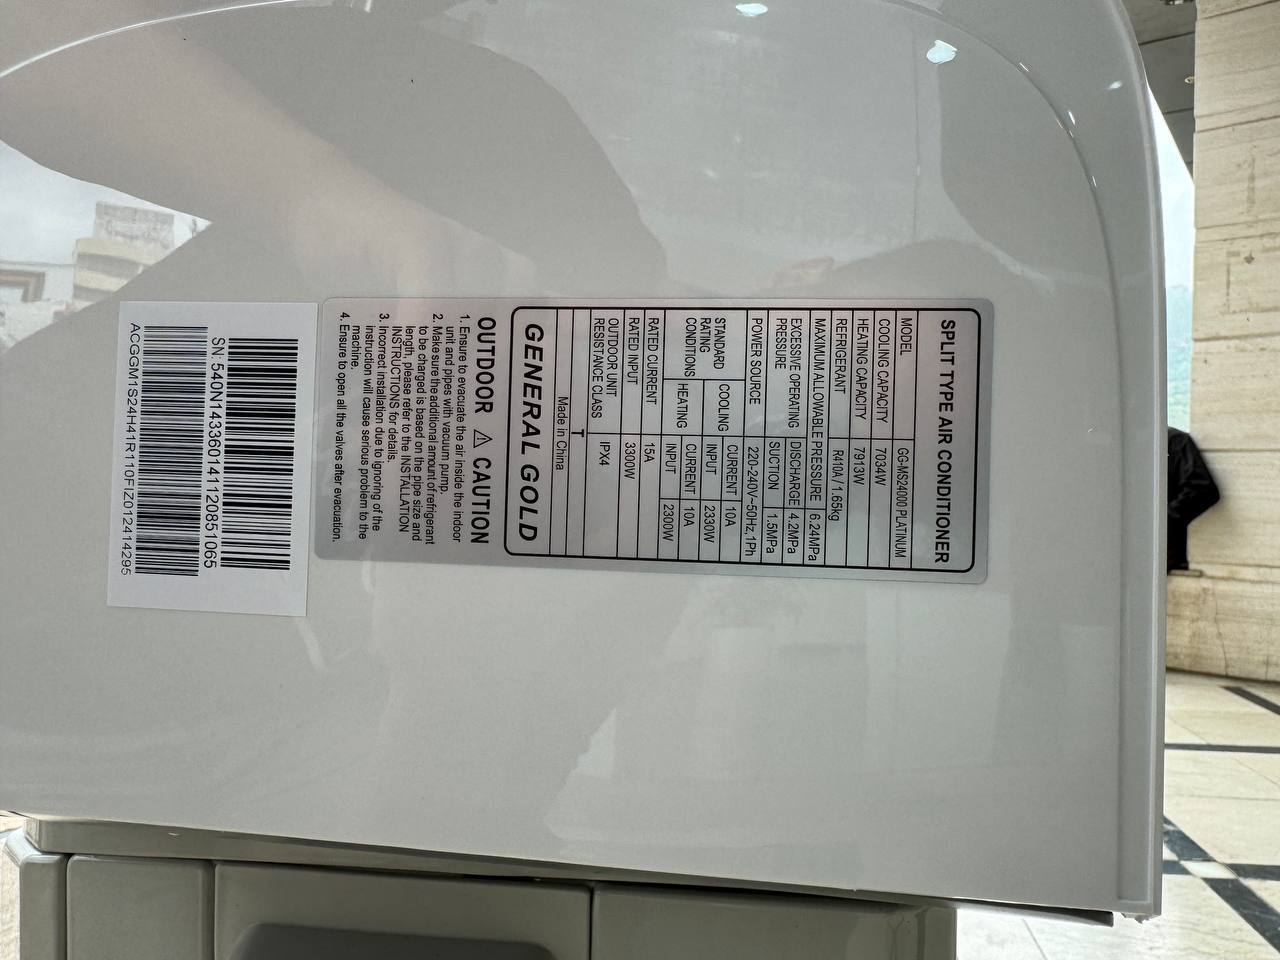 SPLIT TYPE AIR CONDITIONER
MODEL GG-MS24000 PLATINUM
COOLING CAPACITY 7034W
HEATING CAPACITY 7913W
REFRIGERANT R410A / 1.65kg
MAXIMUM ALLOWABLE PRESSURE 6.24MPa
EXCESSIVE OPERATING PRESSURE DISCHARGE 4.2MPa
SUCTION 1.5MPa
POWER SOURCE 220-240V~50Hz,1Ph
STANDARD RATING CONDITIONS COOLING CURRENT 10A
INPUT 2330W
HEATING CURRENT 10A
INPUT 2300W
RATED CURRENT 15A
RATED INPUT 3300W
OUTDOOR UNIT RESISTANCE CLASS IPX4
T
Made in China
GENERAL GOLD
OUTDOOR ⚠ CAUTION
1. Ensure to evacuate the air inside the indoor
unit and pipes with vacuum pump.
2. Make sure the additional amount of refrigerant
to be charged is based on the pipe size and
length, please refer to the INSTALLATION
INSTRUCTIONS for details.
3. Incorrect installation due to ignoring of the
instruction will cause serious problem to the
machine.
4. Ensure to open all the valves after evacuation.
SN: 540N143360141120851065
ACGGM1S24H41R110FIZ012414295